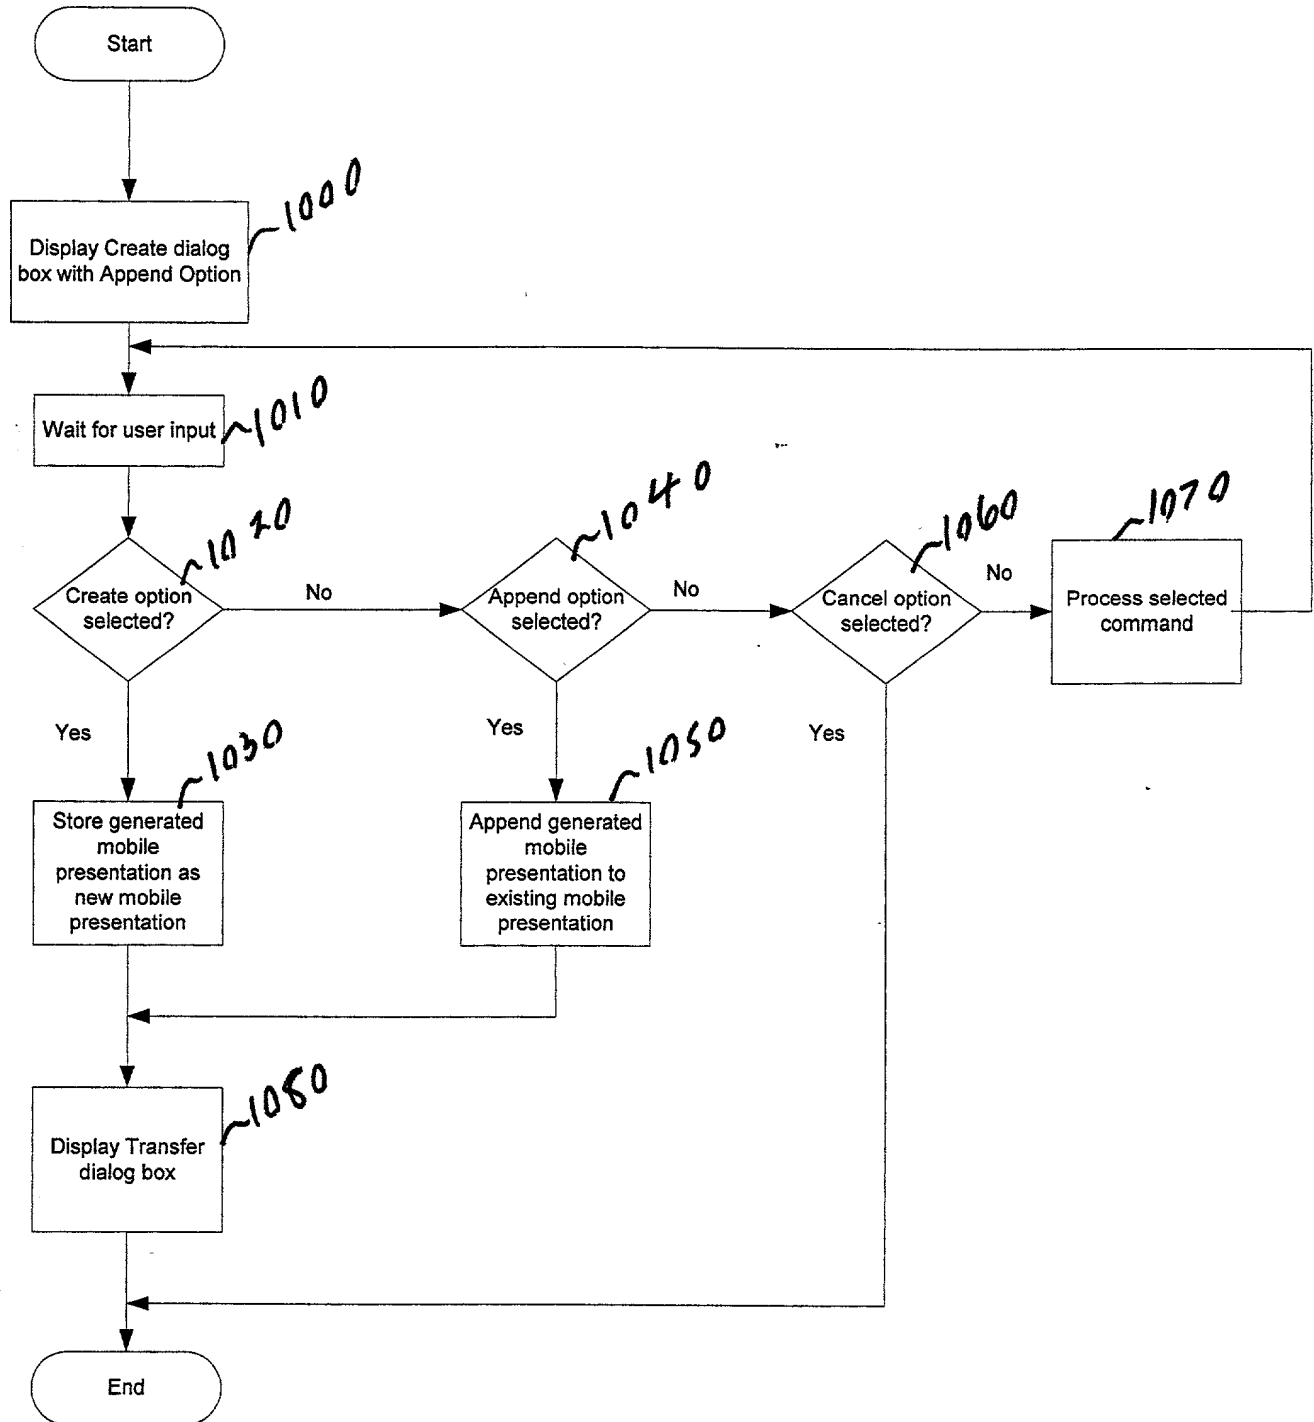 Start
1000
Display Create dialog
box with Append Option
1010
Wait for user input
1020
1040
1060
1070
Create option
selected?
No
Append option
selected?
No
Cancel option
selected?
No
Process selected
command
Yes
1030
Yes
1050
Yes
Store generated
mobile
presentation as
new mobile
presentation
Append generated
mobile
presentation to
existing mobile
presentation
1080
Display Transfer
dialog box
End